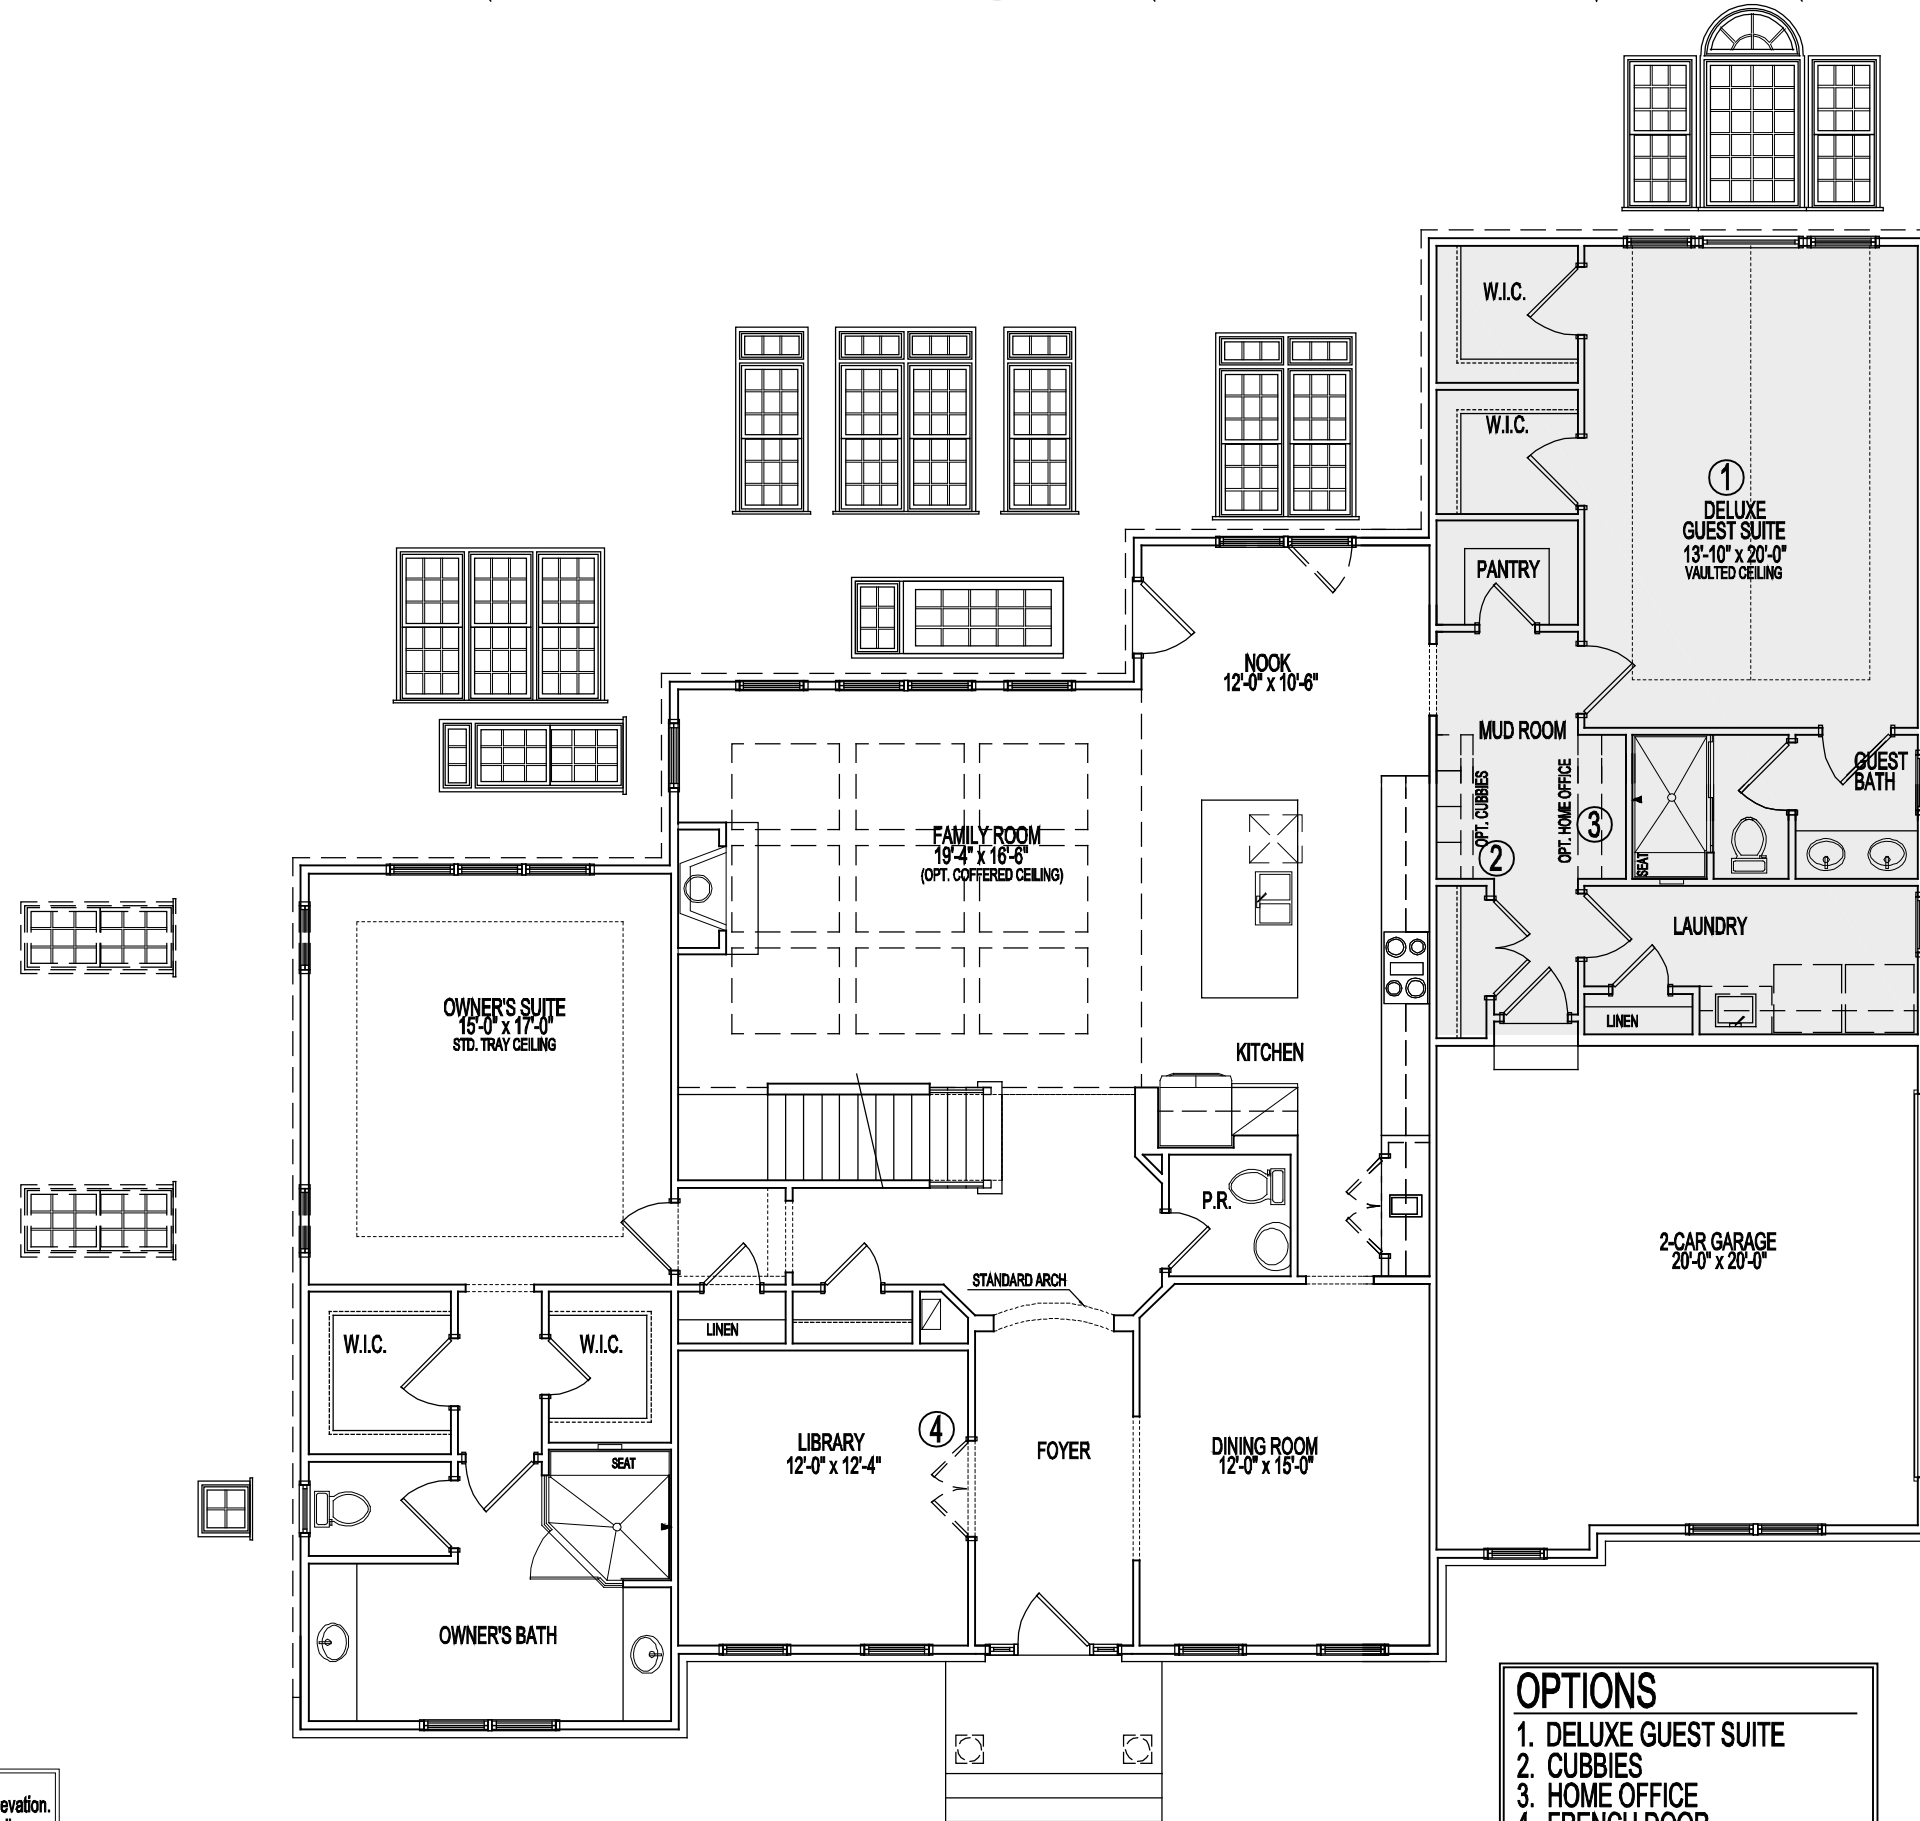 W.I.C.
W.I.C.
1
DELUXE
GUEST SUITE
13'-10" x 20'-0"
VAULTED CEILING
PANTRY
NOOK
12'-0" x 10'-6"
MUD ROOM
GUEST
BATH
OPT. CUBBIES
2
OPT. HOME OFFICE
3
SEAT
FAMILY ROOM
19'-4" x 16'-6"
(OPT. COFFERED CEILING)
LAUNDRY
LINEN
OWNER'S SUITE
15'-0" x 17'-0"
STD. TRAY CEILING
KITCHEN
P.R.
2-CAR GARAGE
20'-0" x 20'-0"
STANDARD ARCH
LINEN
W.I.C.
W.I.C.
4
LIBRARY
12'-0" x 12'-4"
FOYER
DINING ROOM
12'-0" x 15'-0"
SEAT
OWNER'S BATH
OPTIONS
1. DELUXE GUEST SUITE
2. CUBBIES
3. HOME OFFICE
4. FRENCH DOOR
evation.